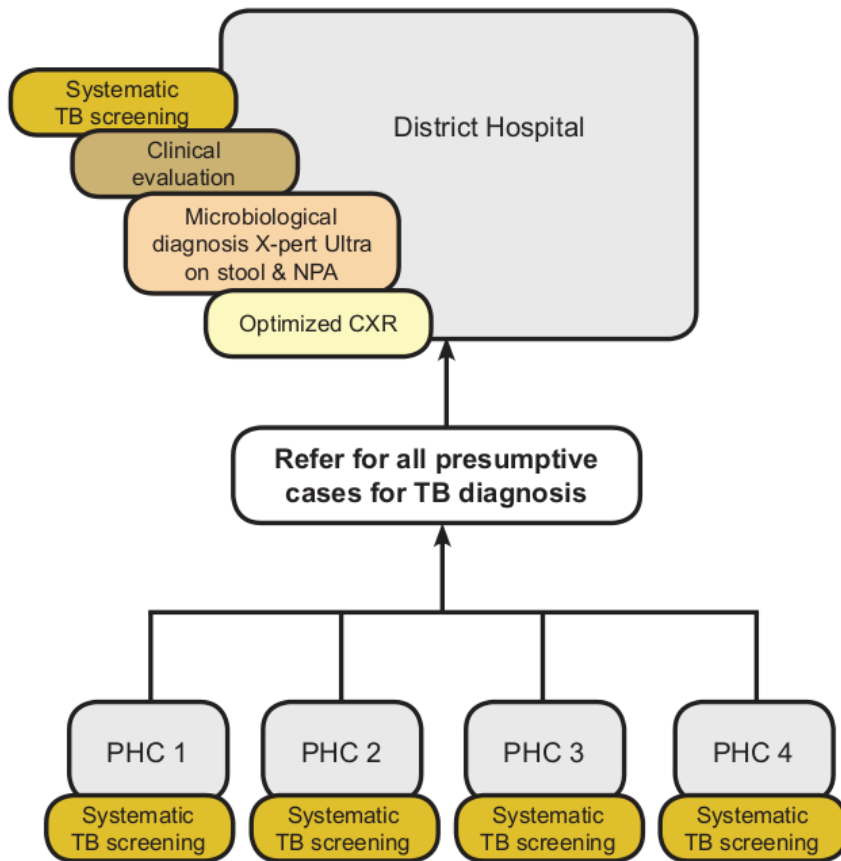 Systematic
TB screening
District Hospital
Clinical
evaluation
Microbiological
diagnosis X-pert Ultra
on stool & NPA
Optimized CXR
Refer for all presumptive
cases for TB diagnosis
PHC 1
PHC 2
PHC 3
PHC 4
Systematic
TB screening
Systematic
TB screening
Systematic
TB screening
Systematic
TB screening